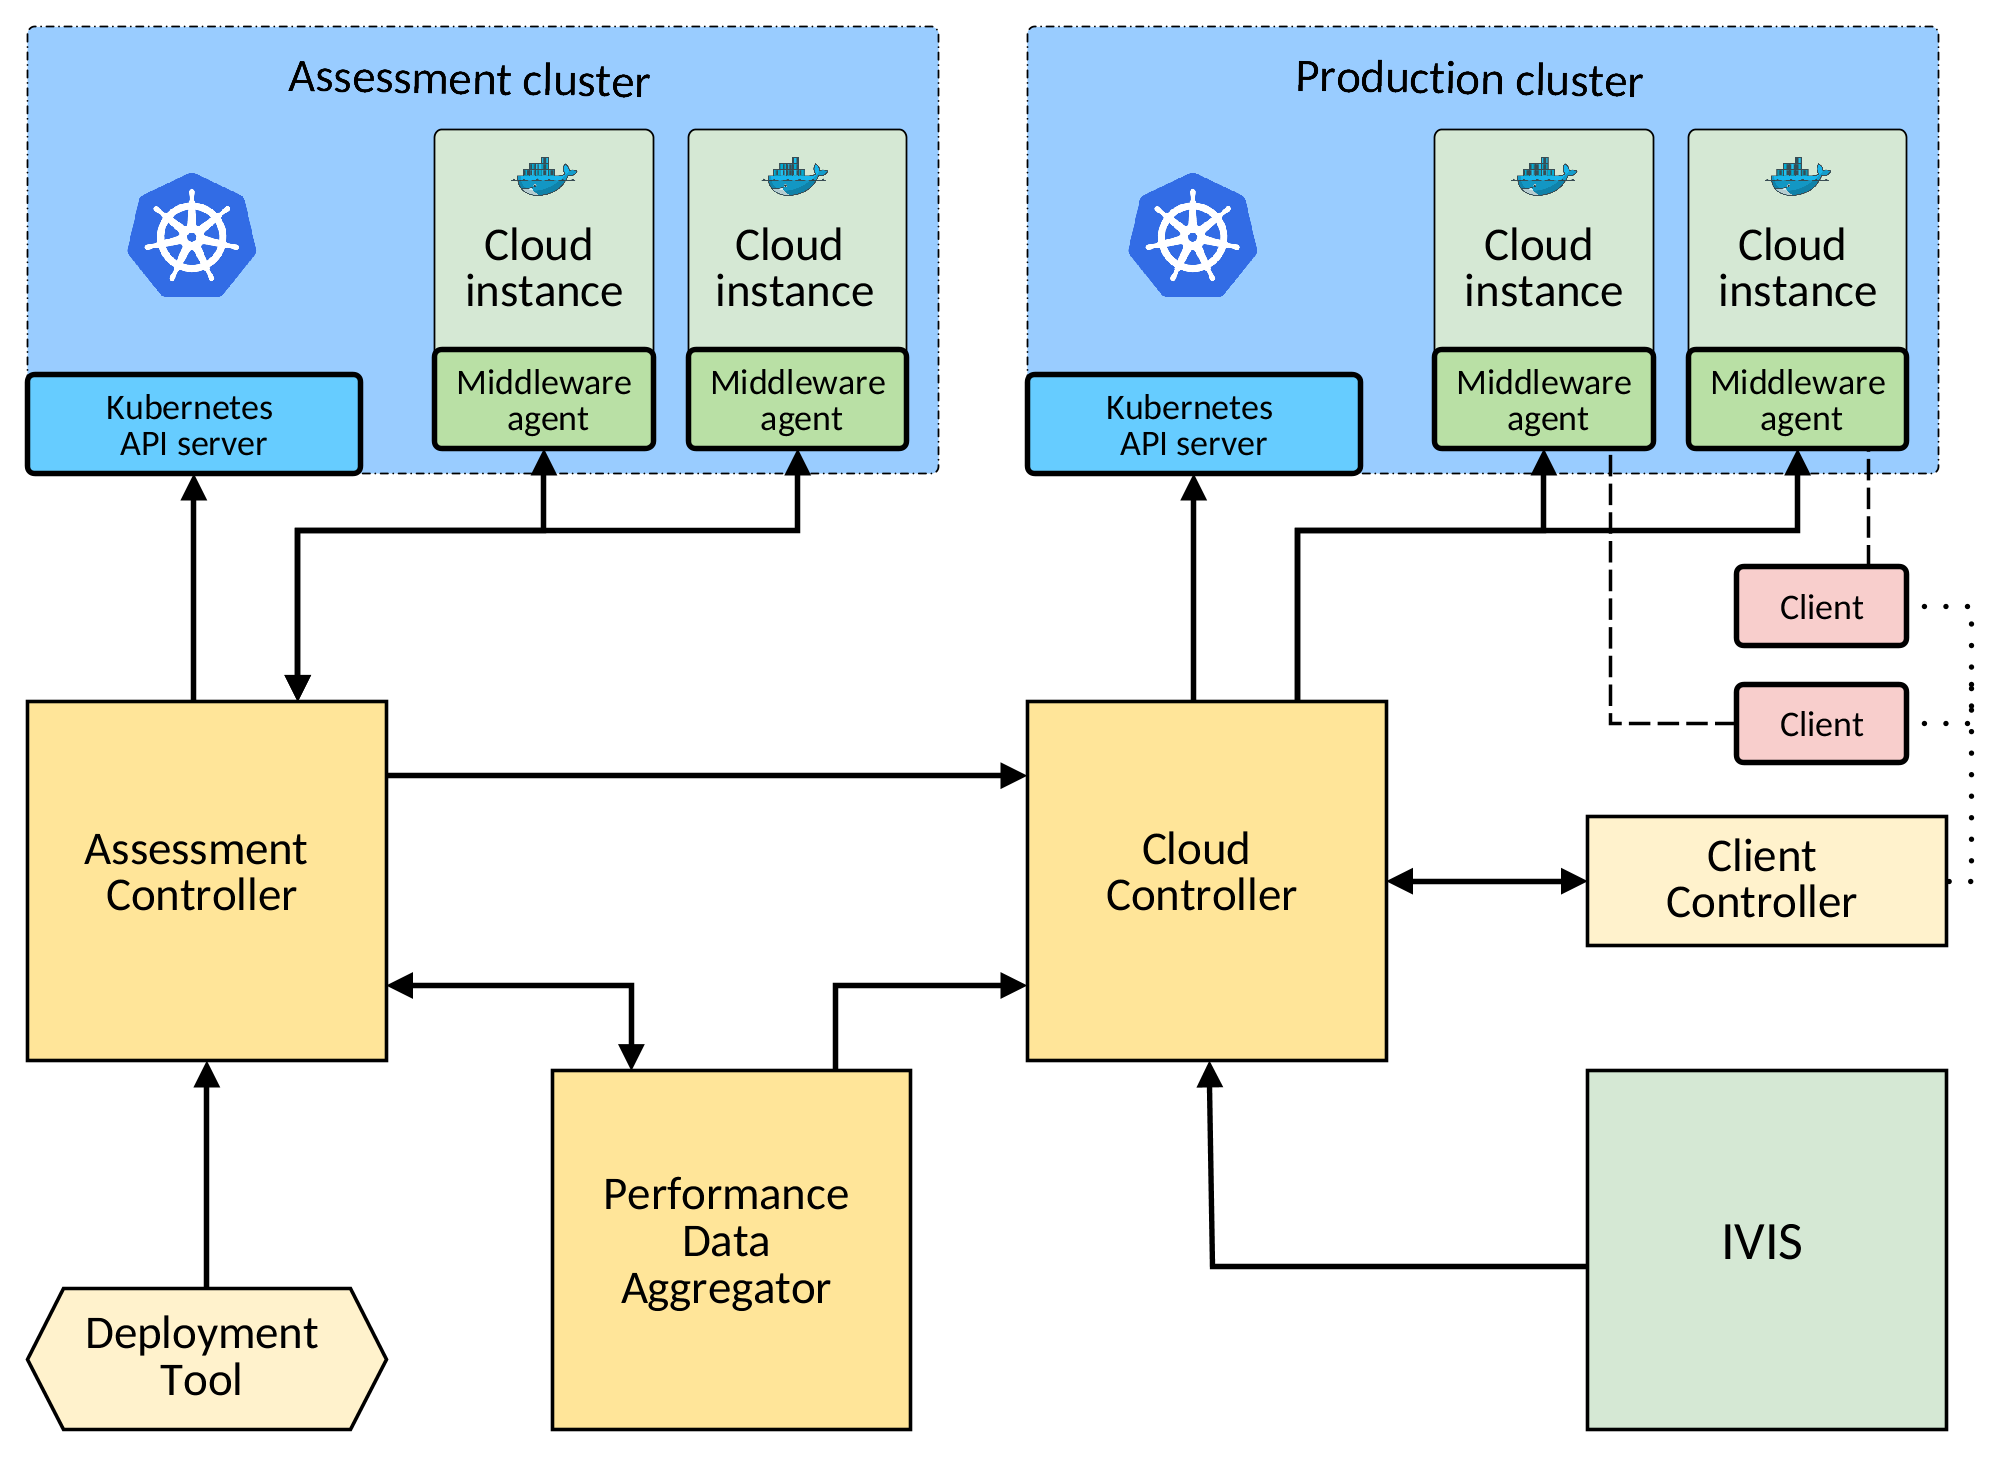 Assessment cluster
Cloud
instance
Cloud
instance
Middleware
agent
Middleware
agent
Kubernetes
API server
Production cluster
Cloud
instance
Cloud
instance
Middleware
agent
Middleware
agent
Kubernetes
API server
Client
Client
Assessment
Controller
Cloud
Controller
Client
Controller
Performance
Data
Aggregator
IVIS
Deployment
Tool